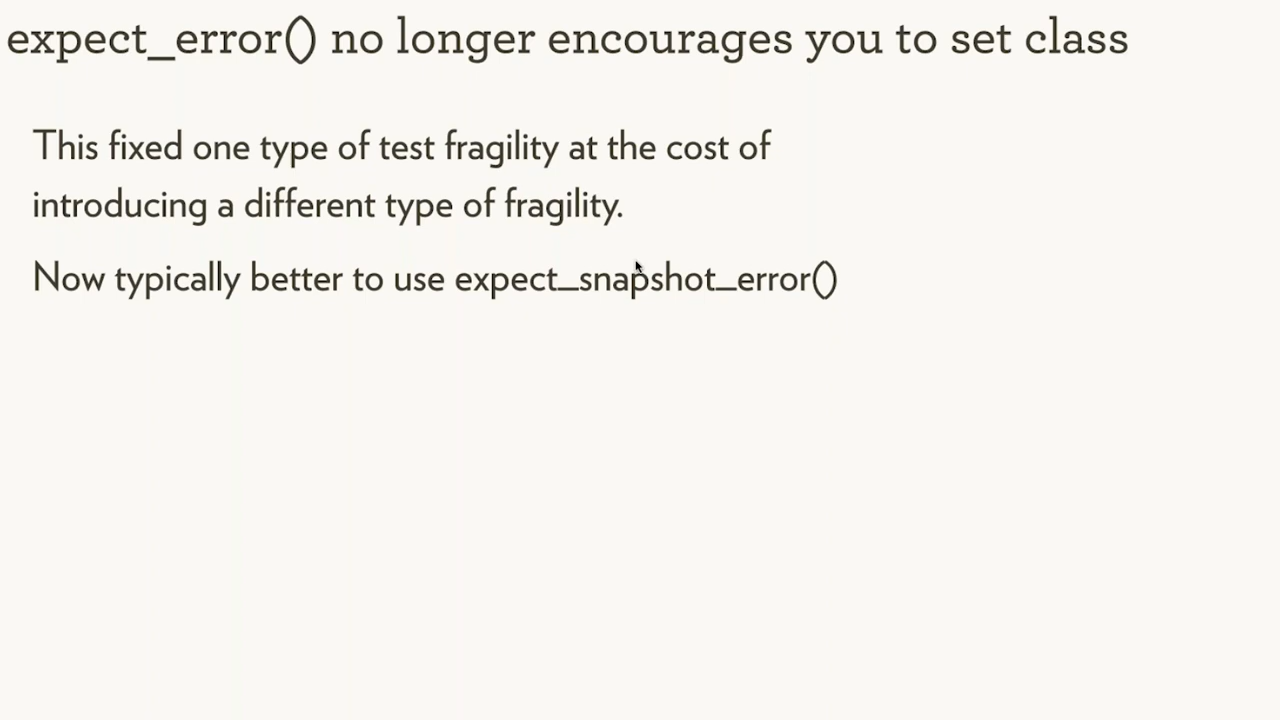 expect_error() no longer encourages you to set class
This fixed one type of test fragility at the cost of
introducing a different type of fragility.
Now typically better to use expect_snapshot_error()